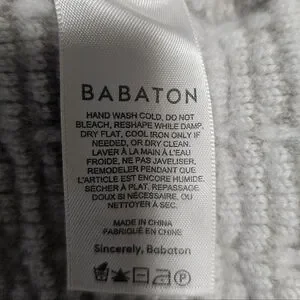 BABATON
HAND WASH COLD, DO NOT
BLEACH, RESHAPE WHILE DAMP,
DRY FLAT, COOL IRON ONLY IF
NEEDED, OR DRY CLEAN.
LAVER À LA MAIN À L'EAU
FROIDE, NE PAS JAVELISER,
REMODELER PENDANT QUE
L'ARTICLE EST ENCORE HUMIDE,
SÉCHER À PLAT, REPASSAGE
DOUX SI NÉCESSAIRE, OU
NETTOYER À SEC.
MADE IN CHINA
FABRIQUÉ EN CHINE
Sincerely, Babaton
P